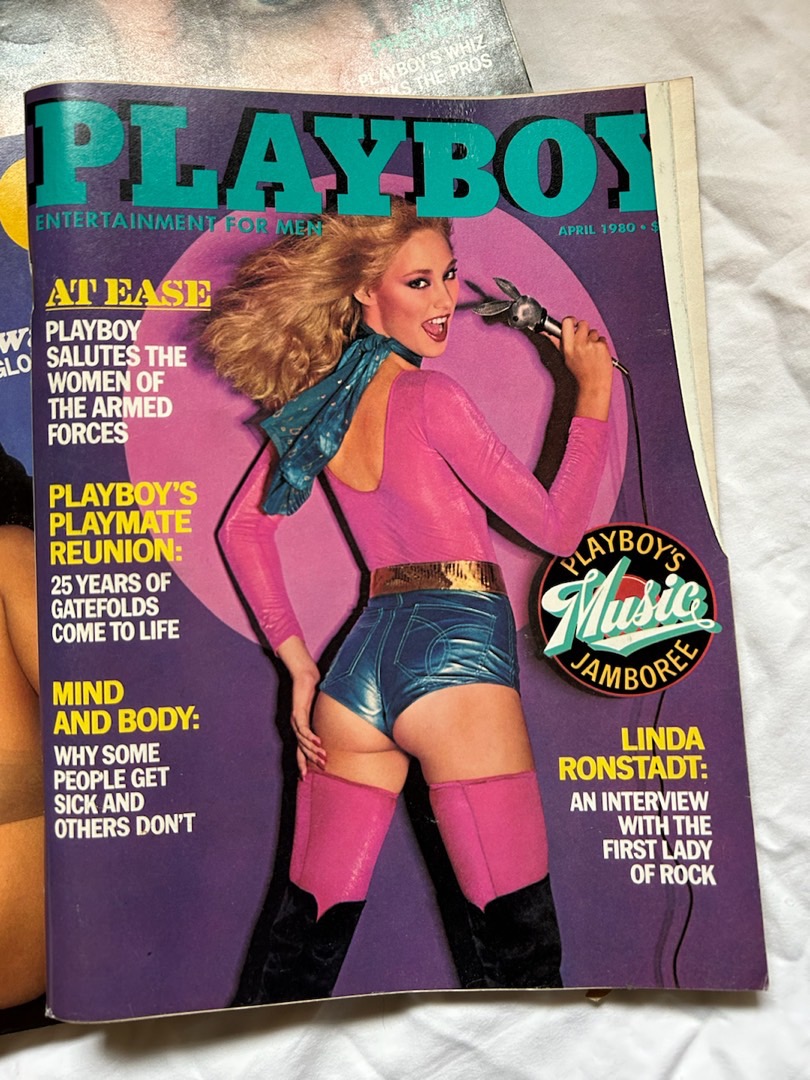 PLAYBOY'S WHIZ
THE PROS
PLAYBOY
ENTERTAINMENT FOR MEN
APRIL 1980 • $
AT EASE
PLAYBOY
SALUTES THE
WOMEN OF
THE ARMED
FORCES
PLAYBOY'S
PLAYMATE
REUNION:
25 YEARS OF
GATEFOLDS
COME TO LIFE
MIND
AND BODY:
WHY SOME
PEOPLE GET
SICK AND
OTHERS DON'T
PLAYBOY'S
Music
JAMBOREE
LINDA
RONSTADT:
AN INTERVIEW
WITH THE
FIRST LADY
OF ROCK